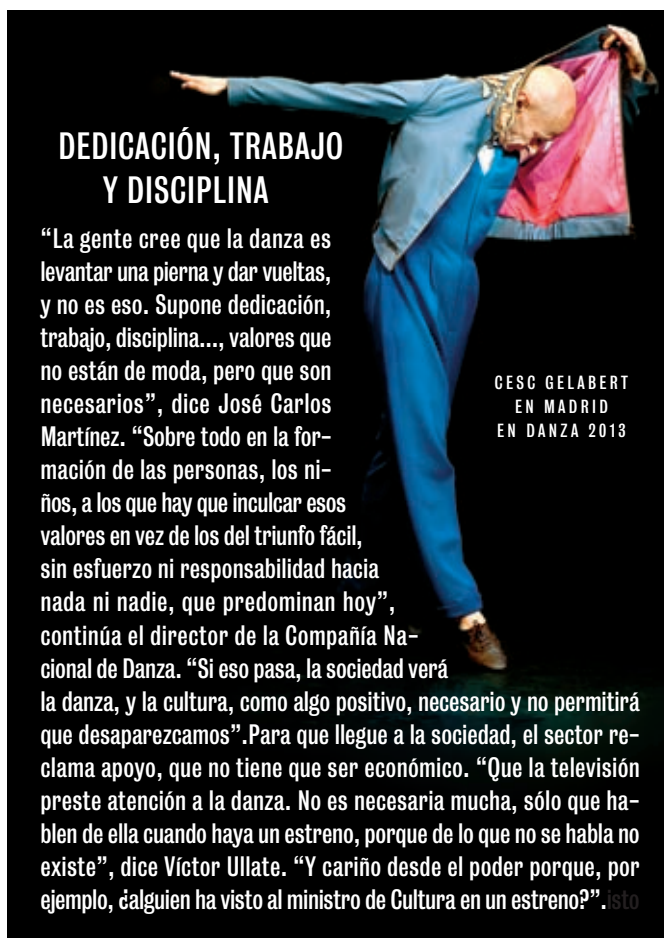 DEDICACIÓN, TRABAJO
Y DISCIPLINA
“La gente cree que la danza es
levantar una pierna y dar vueltas,
y no es eso. Supone dedicación,
trabajo, disciplina..., valores que
no están de moda, pero que son
necesarios”, dice José Carlos
Martínez. “Sobre todo en la for-
mación de las personas, los ni-
ños, a los que hay que inculcar esos
valores en vez de los del triunfo fácil,
sin esfuerzo ni responsabilidad hacia
nada ni nadie, que predominan hoy”,
continúa el director de la Compañía Na-
cional de Danza. “Si eso pasa, la sociedad verá
la danza, y la cultura, como algo positivo, necesario y no permitirá
que desaparezcamos”.Para que llegue a la sociedad, el sector re-
clama apoyo, que no tiene que ser económico. “Que la televisión
preste atención a la danza. No es necesaria mucha, sólo que ha-
blen de ella cuando haya un estreno, porque de lo que no se habla no
existe”, dice Víctor Ullate. “Y cariño desde el poder porque, por
ejemplo, ¿alguien ha visto al ministro de Cultura en un estreno?”.isto
CESC GELABERT
EN MADRID
EN DANZA 2013